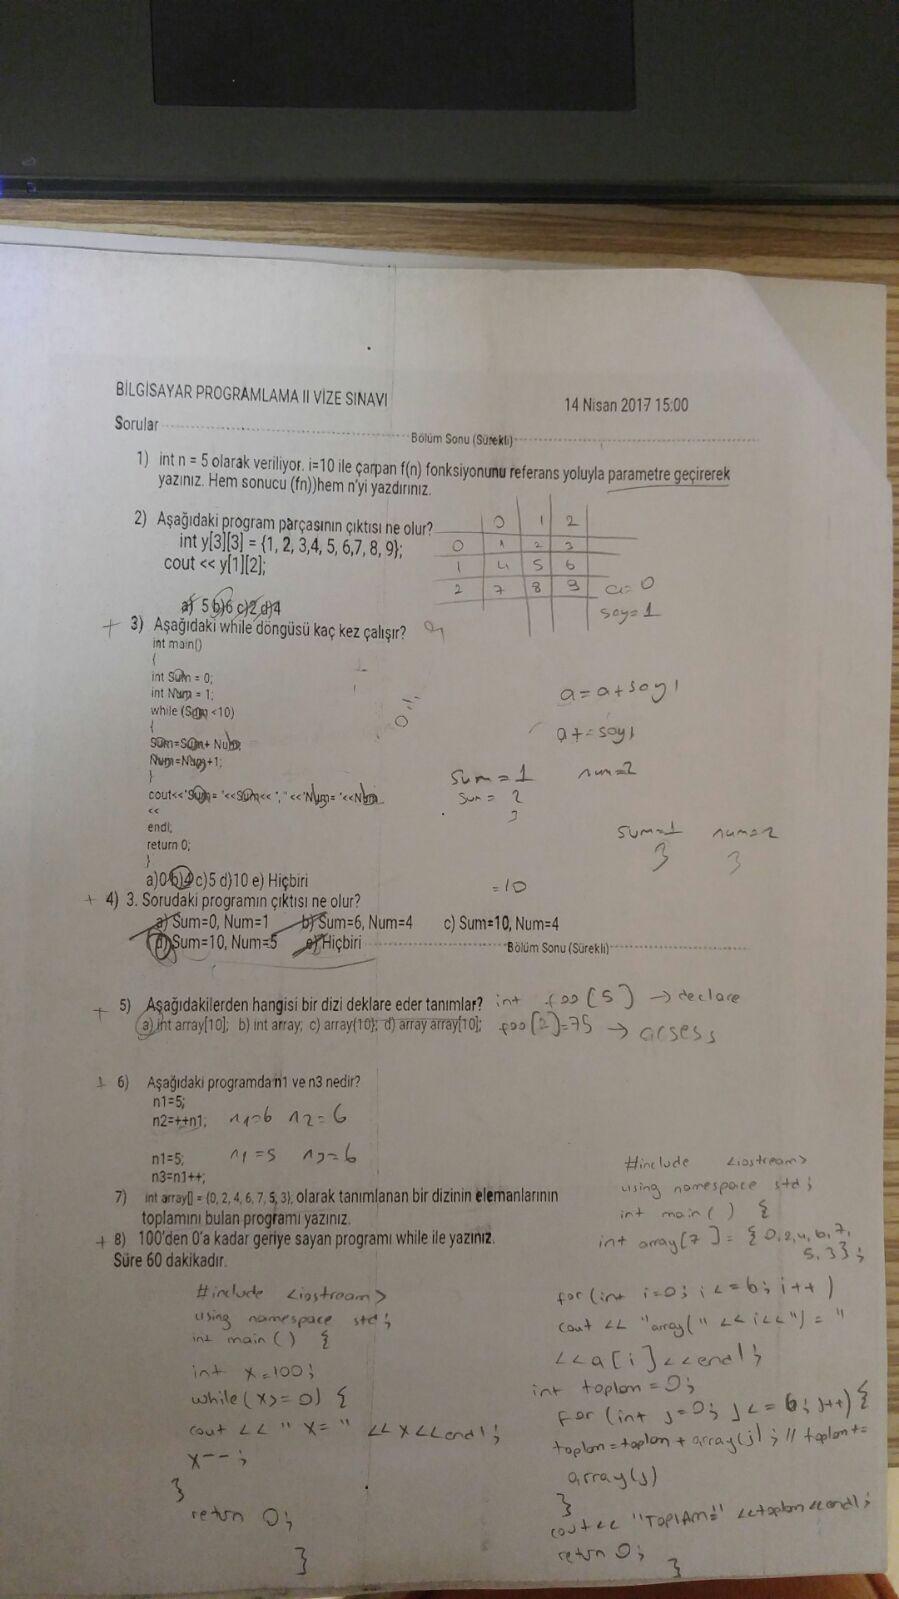 BİLGİSAYAR PROGRAMLAMA II VİZE SINAVI
14 Nisan 2017 15:00
Sorular
Bölüm Sonu (Sürekli)
1) int n = 5 olarak veriliyor. i=10 ile çarpan f(n) fonksiyonunu referans yoluyla parametre geçirerek
yazınız. Hem sonucu (fn))hem n'yi yazdırınız.
2) Aşağıdaki program parçasının çıktısı ne olur?
int y[3][3] = {1, 2, 3,4, 5, 6,7, 8, 9};
cout << y[1][2];
a) 5 b)6 c)2 d)4
0 1 2
0 1 2 3
1 4 5 6
2 7 8 9
a=0
say=1
+ 3) Aşağıdaki while döngüsü kaç kez çalışır?
int main()
{
int Sum = 0;
int Num = 1;
while (Sum <10)
{
Sum=Sum+ Num;
Num=Num+1;
}
cout<<"Sum= "<<Sum<< ", " <<"Num= "<<Num
<<
endl;
return 0;
}
a)0 b)4 c)5 d)10 e) Hiçbiri
a=a+sayı
a+=sayı
Sum=1 num=2
Sum= 2
3
sum=1 num=2
3 3
=10
+ 4) 3. Sorudaki programın çıktısı ne olur?
a) Sum=0, Num=1 b) Sum=6, Num=4 c) Sum=10, Num=4
d) Sum=10, Num=5 e) Hiçbiri
Bölüm Sonu (Sürekli)
+ 5) Aşağıdakilerden hangisi bir dizi deklare eder tanımlar?
a) int array[10]; b) int array; c) array{10}; d) array array[10];
int foo[5] → declare
foo[2]=75 → acsess
+ 6) Aşağıdaki programda n1 ve n3 nedir?
n1=5;
n2=++n1; n1=6 n2=6
n1=5; n1=5 n3=6
n3=n1++;
7) int array[] = {0, 2, 4, 6, 7, 5, 3}; olarak tanımlanan bir dizinin elemanlarının
toplamını bulan programı yazınız.
+ 8) 100'den 0'a kadar geriye sayan programı while ile yazınız.
Süre 60 dakikadır.
#include <iostream>
using namespace std;
int main() {
int x=100;
while(x>=0) {
cout << " x= " << x<<endl;
x--;
}
return 0;
}
#include <iostream>
using namespace std;
int main() {
int array[7]= {0,2,4,6,7,
5,3};
for(int i=0; i<=6; i++)
cout << "array(" <<i<<") = "
<<a[i]<<endl;
int toplam=0;
for (int j=0; j<=6; j++) {
toplam=toplam + array(j); // toplam+=
array(j)
}
cout<< "TOPlAM=" <<toplam<<endl;
return 0;
}